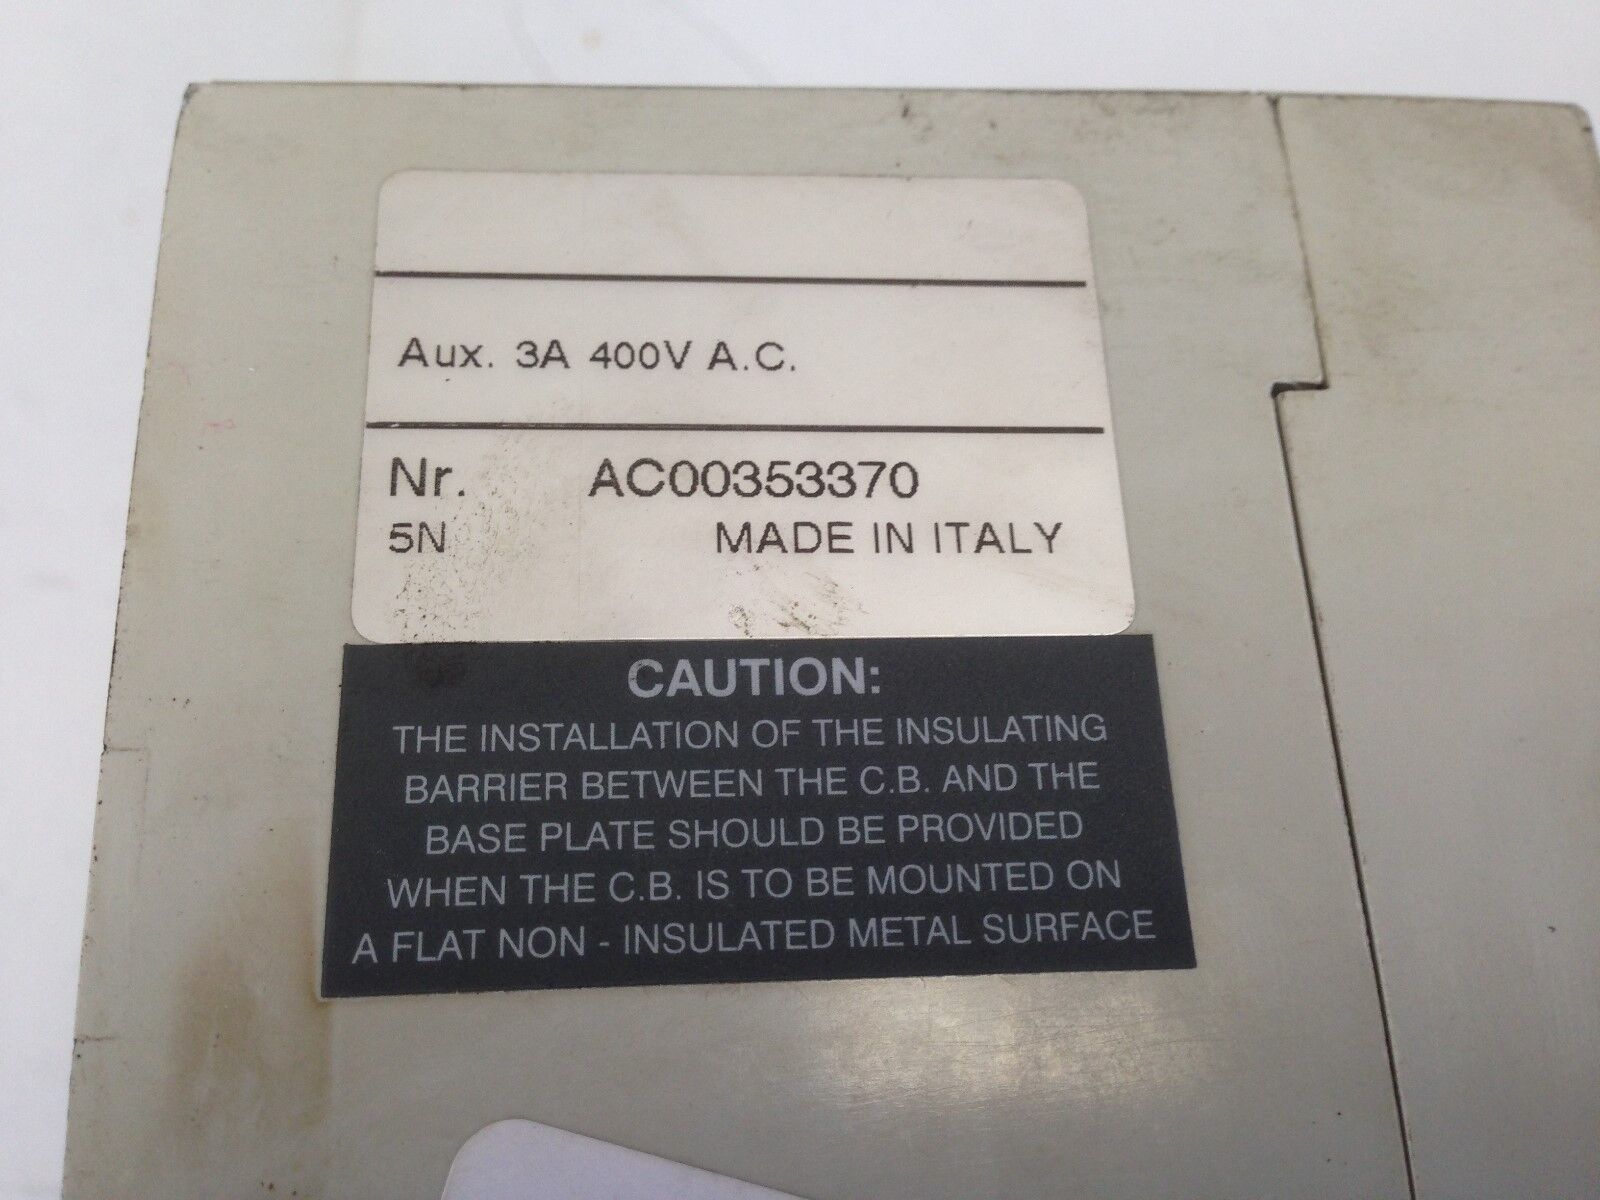 Aux. 3A 400V A.C.
Nr. AC00353370
5N MADE IN ITALY
CAUTION:
THE INSTALLATION OF THE INSULATING
BARRIER BETWEEN THE C.B. AND THE
BASE PLATE SHOULD BE PROVIDED
WHEN THE C.B. IS TO BE MOUNTED ON
A FLAT NON - INSULATED METAL SURFACE